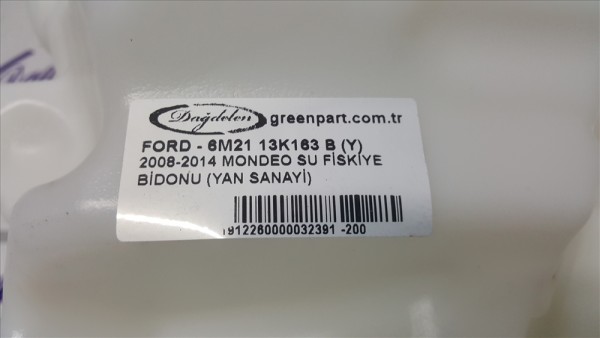 Dağdelen greenpart.com.tr
FORD - 6M21 13K163 B (Y)
2008-2014 MONDEO SU FİSKİYE
BİDONU (YAN SANAYİ)
1912260000032391 -200